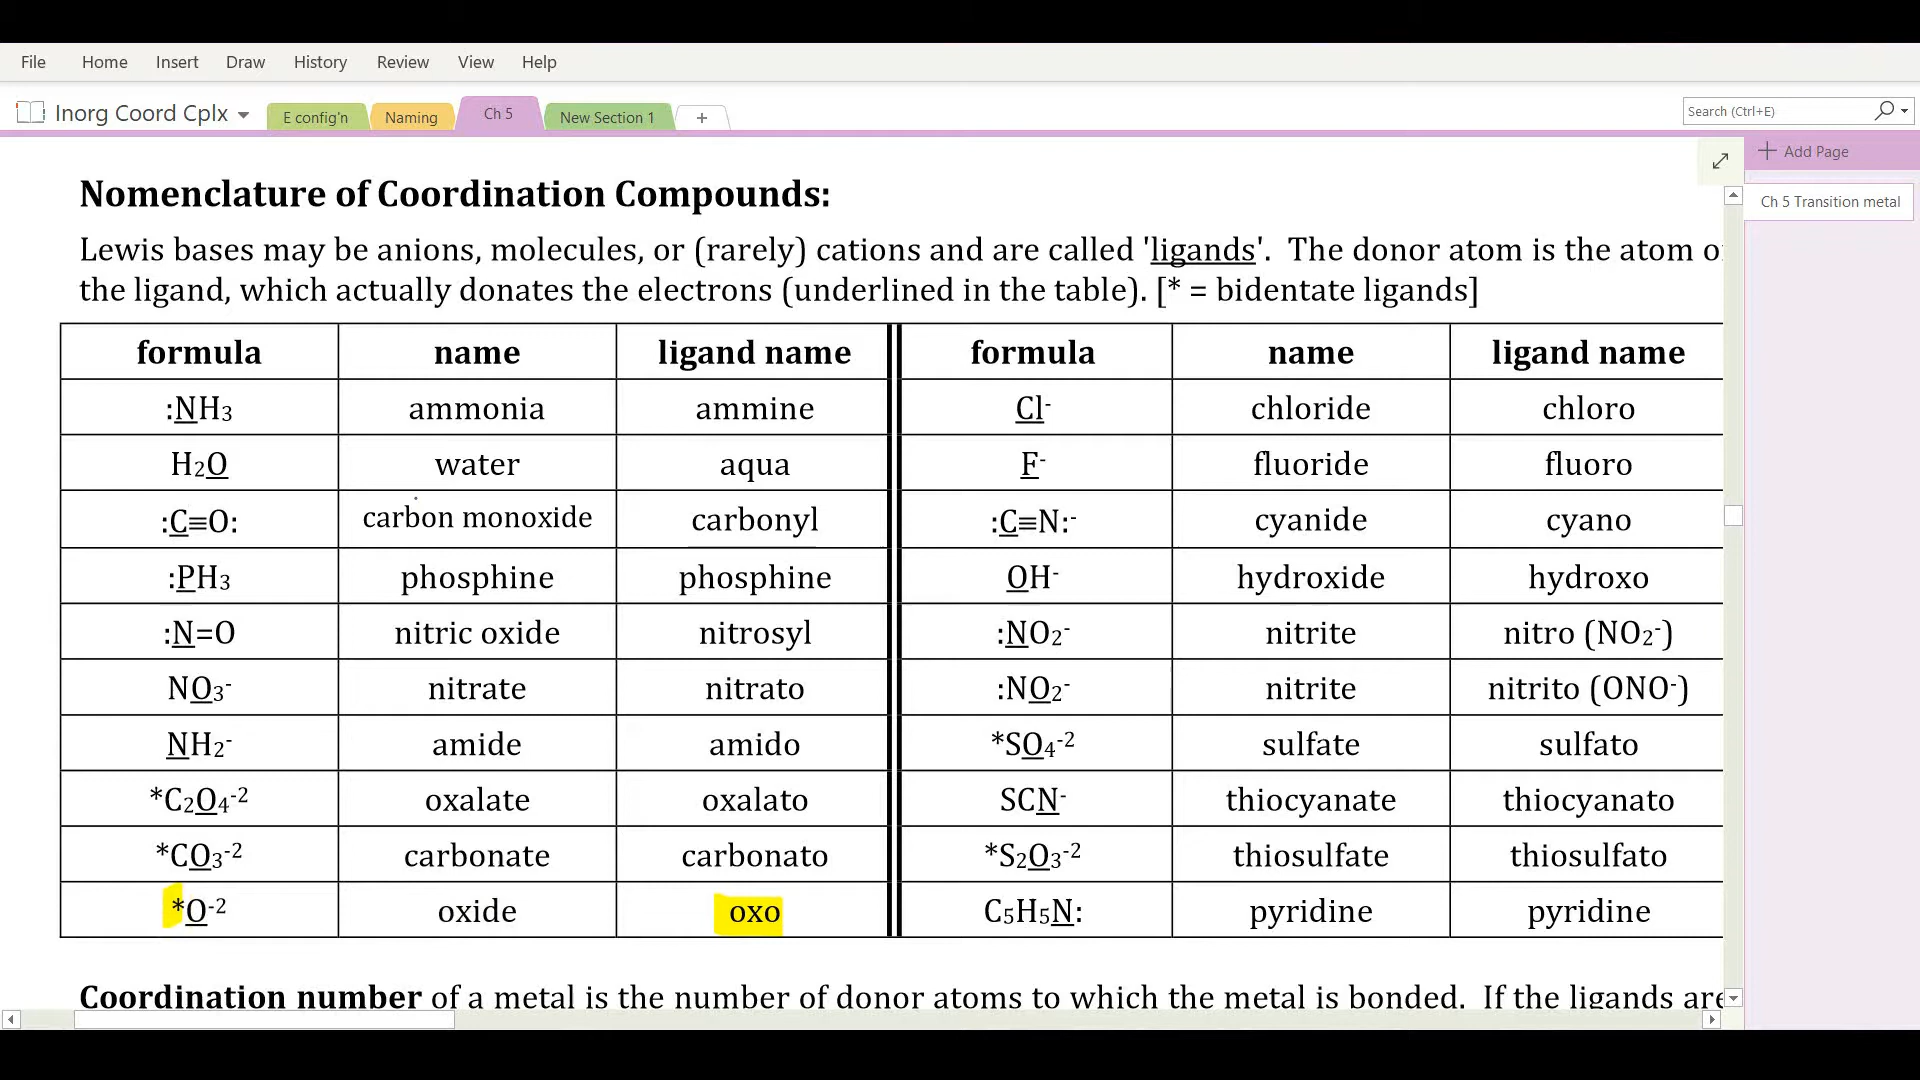 File Home Insert Draw History Review View Help
Inorg Coord Cplx E config'n Naming Ch 5 New Section 1 + Search (Ctrl+E)
Add Page
Ch 5 Transition metal
Nomenclature of Coordination Compounds:
Lewis bases may be anions, molecules, or (rarely) cations and are called 'ligands'. The donor atom is the atom o
the ligand, which actually donates the electrons (underlined in the table). [* = bidentate ligands]
formula name ligand name formula name ligand name
:NH3 ammonia ammine Cl- chloride chloro
H2O water aqua F- fluoride fluoro
:C≡O: carbon monoxide carbonyl :C≡N:- cyanide cyano
:PH3 phosphine phosphine OH- hydroxide hydroxo
:N=O nitric oxide nitrosyl :NO2- nitrite nitro (NO2-)
NO3- nitrate nitrato :NO2- nitrite nitrito (ONO-)
NH2- amide amido *SO4-2 sulfate sulfato
*C2O4-2 oxalate oxalato SCN- thiocyanate thiocyanato
*CO3-2 carbonate carbonato *S2O3-2 thiosulfate thiosulfato
*O-2 oxide oxo C5H5N: pyridine pyridine
Coordination number of a metal is the number of donor atoms to which the metal is bonded. If the ligands are